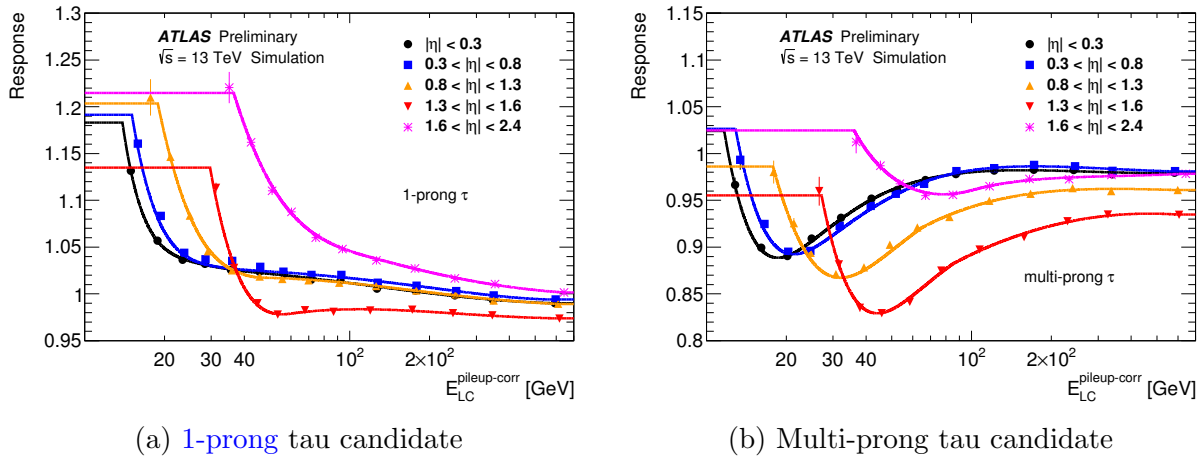 1.3
1.25
1.2
1.15
1.1
1.05
1
0.95
Response
ATLAS Preliminary
√s = 13 TeV Simulation
|η| < 0.3
0.3 < |η| < 0.8
0.8 < |η| < 1.3
1.3 < |η| < 1.6
1.6 < |η| < 2.4
1-prong τ
20 30 10² 2×10²
E_LC^pileup-corr [GeV]
(a) 1-prong tau candidate
1.15
1.1
1.05
1
0.95
0.9
0.85
0.8
Response
ATLAS Preliminary
√s = 13 TeV Simulation
|η| < 0.3
0.3 < |η| < 0.8
0.8 < |η| < 1.3
1.3 < |η| < 1.6
1.6 < |η| < 2.4
multi-prong τ
20 30 40 10² 2×10²
E_LC^pileup-corr [GeV]
(b) Multi-prong tau candidate